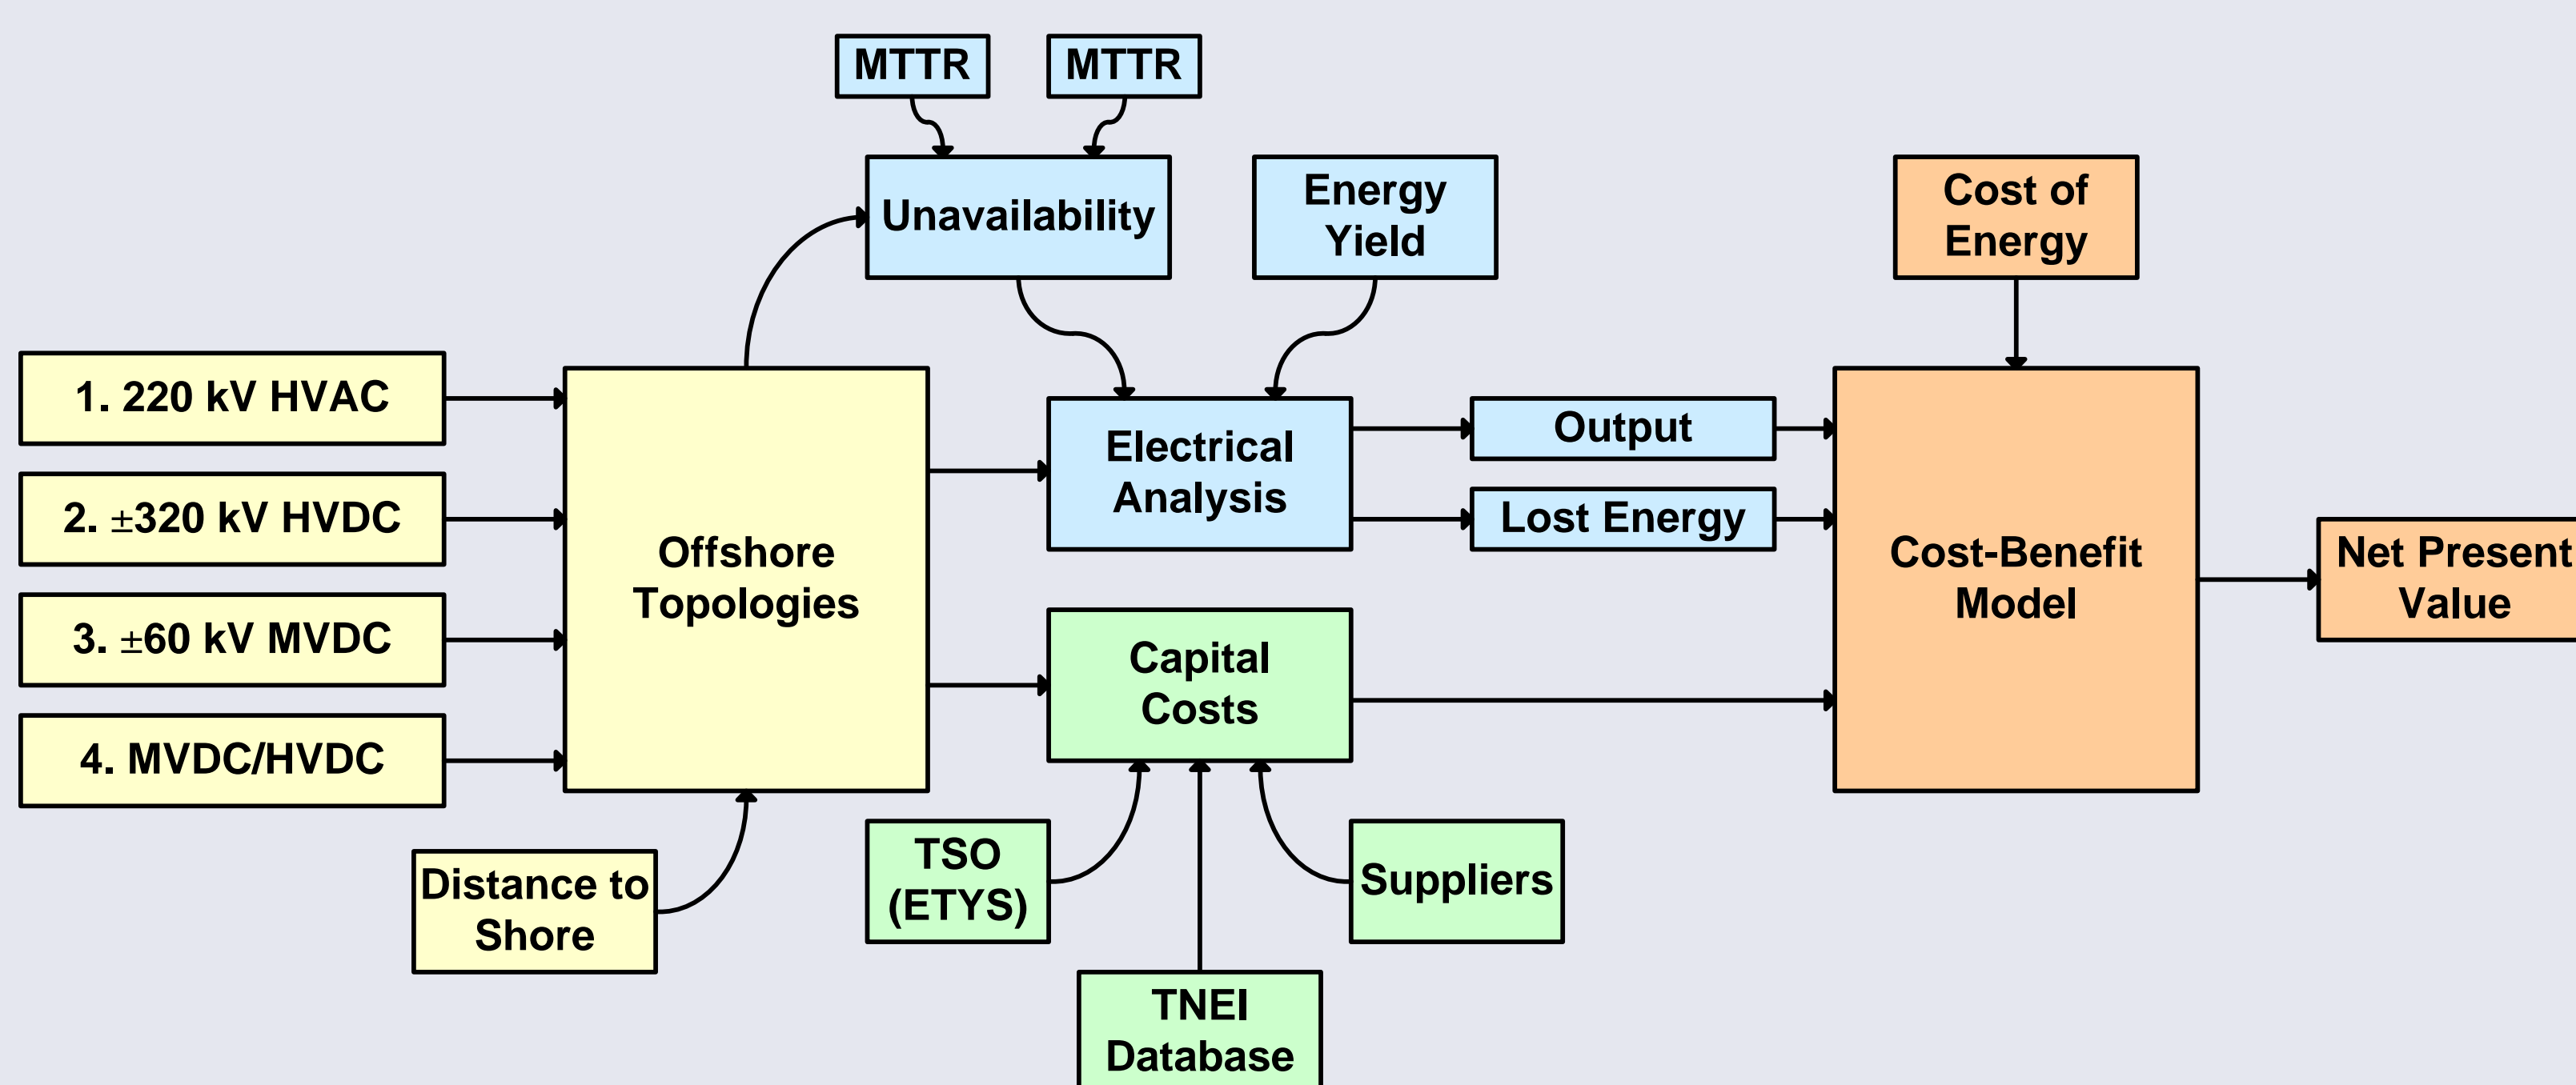 MTTR
MTTR
Unavailability
Energy
Yield
Cost of
Energy
1. 220 kV HVAC
2. ±320 kV HVDC
3. ±60 kV MVDC
4. MVDC/HVDC
Offshore
Topologies
Electrical
Analysis
Output
Lost Energy
Cost-Benefit
Model
Net Present
Value
Capital
Costs
Distance to
Shore
TSO
(ETYS)
Suppliers
TNEI
Database